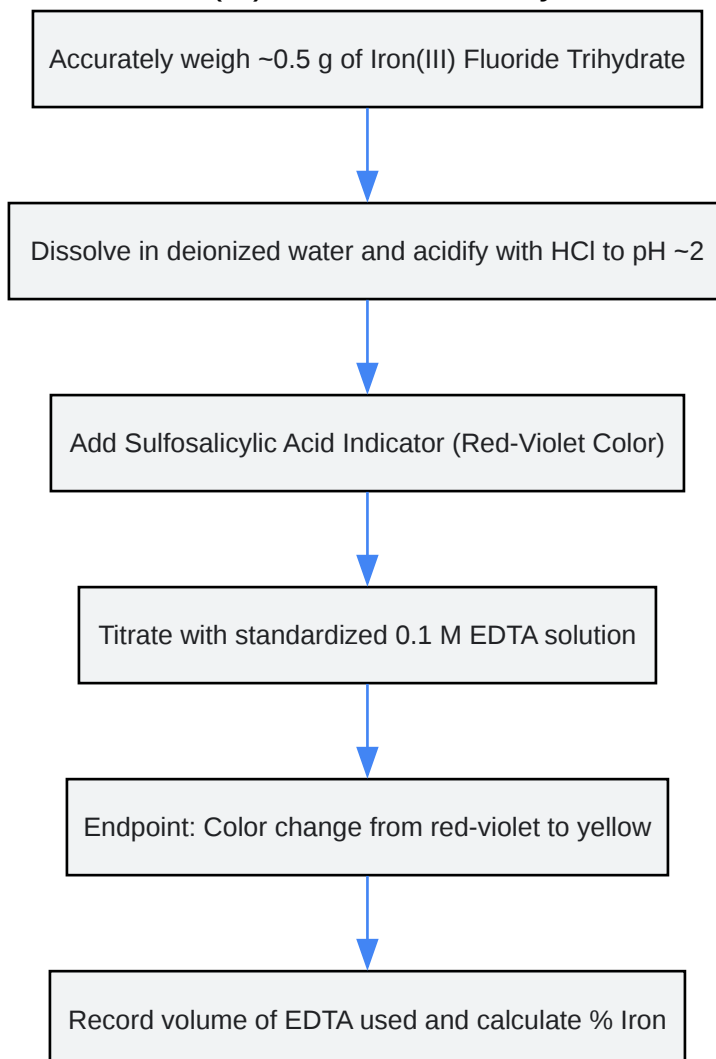 Accurately weigh ~0.5 g of Iron(III) Fluoride Trihydrate
Dissolve in deionized water and acidify with HCl to pH ~2
Add Sulfosalicylic Acid Indicator (Red-Violet Color)
Titrate with standardized 0.1 M EDTA solution
Endpoint: Color change from red-violet to yellow
Record volume of EDTA used and calculate % Iron